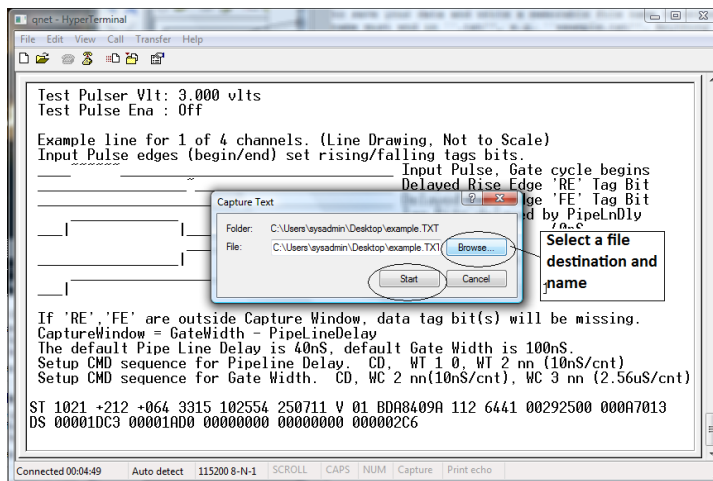 qnet - HyperTerminal
File Edit View Call Transfer Help
Test Pulser Vlt: 3.000 vlts
Test Pulse Ena : Off
Example line for 1 of 4 channels. (Line Drawing, Not to Scale)
Input Pulse edges (begin/end) set rising/falling tags bits.
Input Pulse, Gate cycle begins
Delayed Rise Edge 'RE' Tag Bit
Edge 'FE' Tag Bit
by PipeLnDly
Capture Text
Folder: C:\Users\sysadmin\Desktop\example.TXT
File: C:\Users\sysadmin\Desktop\example.TXT Browse...
Start Cancel
Select a file
destination and
name
If 'RE','FE' are outside Capture Window, data tag bit(s) will be missing.
CaptureWindow = GateWidth - PipeLineDelay
The default Pipe Line Delay is 40nS, default Gate Width is 100nS.
Setup CMD sequence for Pipeline Delay. CD, WT 1 0, WT 2 nn (10nS/cnt)
Setup CMD sequence for Gate Width. CD, WC 2 nn(10nS/cnt), WC 3 nn (2.56uS/cnt)
ST 1021 +212 +064 3315 102554 250711 V 01 BDA8409A 112 6441 00292500 000A7013
DS 00001DC3 00001AD0 00000000 00000000 000002C6
Connected 00:04:49 Auto detect 115200 8-N-1 SCROLL CAPS NUM Capture Print echo